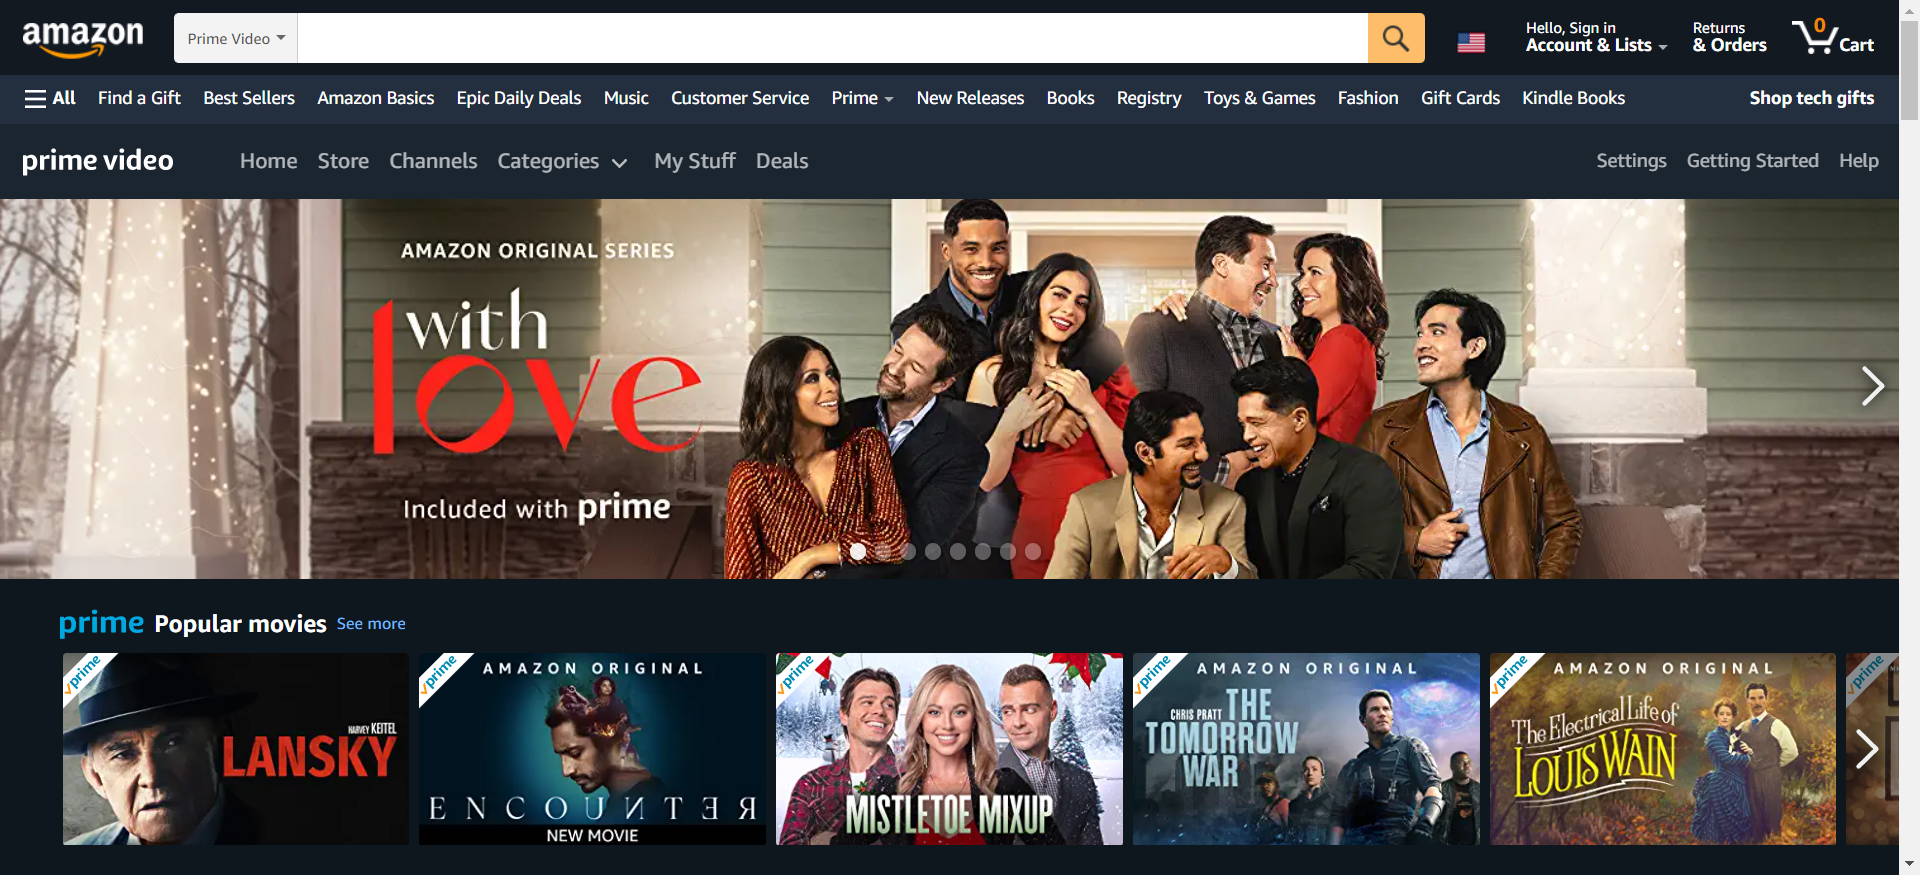 amazon
Prime Video
Hello, Sign in
Account & Lists
Returns
& Orders
0
Cart
All
Find a Gift
Best Sellers
Amazon Basics
Epic Daily Deals
Music
Customer Service
Prime
New Releases
Books
Registry
Toys & Games
Fashion
Gift Cards
Kindle Books
Shop tech gifts
prime video
Home
Store
Channels
Categories
My Stuff
Deals
Settings
Getting Started
Help
AMAZON ORIGINAL SERIES
with
love
Included with prime
prime Popular movies See more
prime
HARVEY KEITEL
LANSKY
prime
AMAZON ORIGINAL
ENCOUNTER
NEW MOVIE
prime
MISTLETOE MIXUP
prime
AMAZON ORIGINAL
CHRIS PRATT
THE
TOMORROW
WAR
prime
AMAZON ORIGINAL
The Electrical Life of
LOUIS WAIN
prime